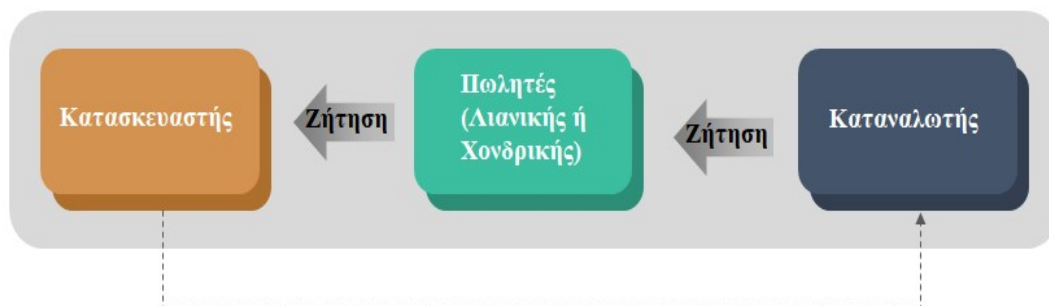 Κατασκευαστής
Ζήτηση
Πωλητές
(Λιανικής ή
Χονδρικής)
Ζήτηση
Καταναλωτής